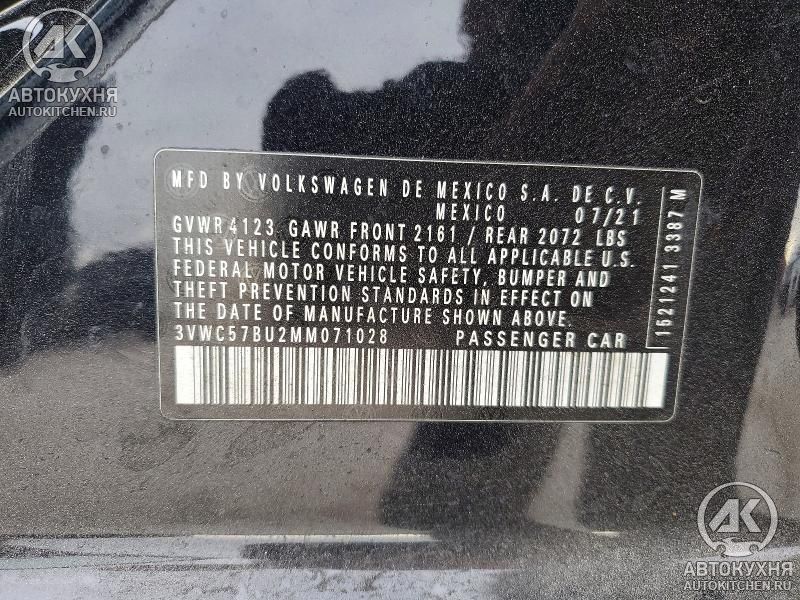 AK
АВТОКУХНЯ
AUTOKITCHEN.RU
MFD BY VOLKSWAGEN DE MEXICO S.A. DE C.V.
MEXICO 07/21
GVWR 4123 GAWR FRONT 2161 / REAR 2072 LBS
THIS VEHICLE CONFORMS TO ALL APPLICABLE U.S.
FEDERAL MOTOR VEHICLE SAFETY, BUMPER AND
THEFT PREVENTION STANDARDS IN EFFECT ON
THE DATE OF MANUFACTURE SHOWN ABOVE.
3VWC57BU2MM071028 PASSENGER CAR
1521241 3387 M
AK
АВТОКУХНЯ
AUTOKITCHEN.RU